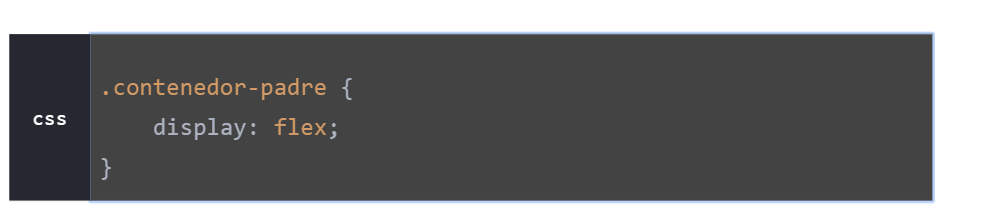 css
.contenedor-padre {
    display: flex;
}